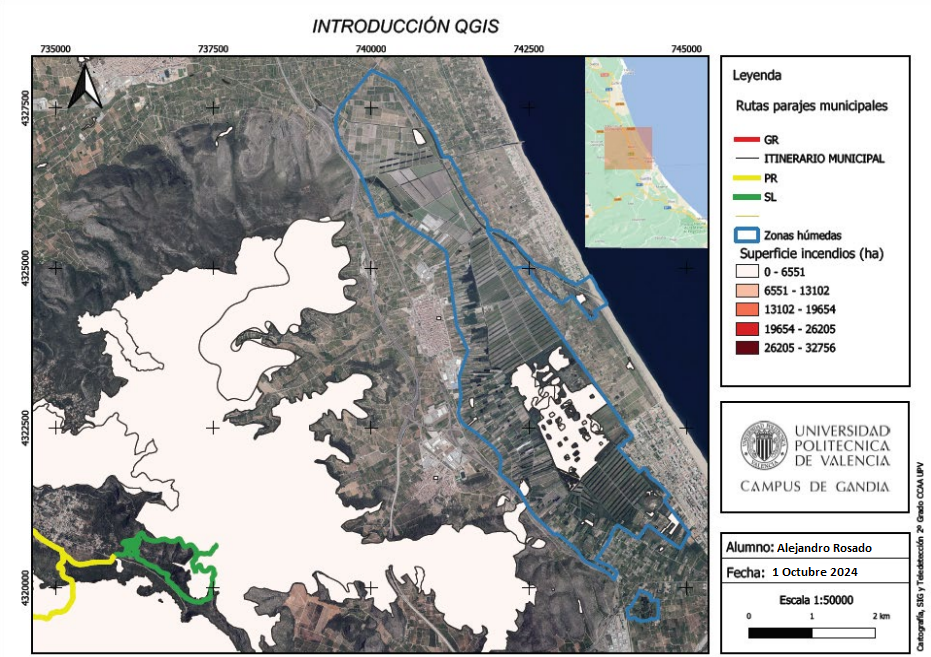 INTRODUCCIÓN QGIS
735000
737500
740000
742500
745000
4327500
4325000
4322500
4320000
Leyenda
Rutas parajes municipales
GR
ITINERARIO MUNICIPAL
PR
SL
Zonas húmedas
Superficie incendios (ha)
0 - 6551
6551 - 13102
13102 - 19654
19654 - 26205
26205 - 32756
UNIVERSIDAD
POLITECNICA
DE VALENCIA
CAMPUS DE GANDIA
Alumno: Alejandro Rosado
Fecha: 1 Octubre 2024
Escala 1:50000
0 1 2 km
Cartografía, SIG y Teledetección 2º Grado CCAA UPV